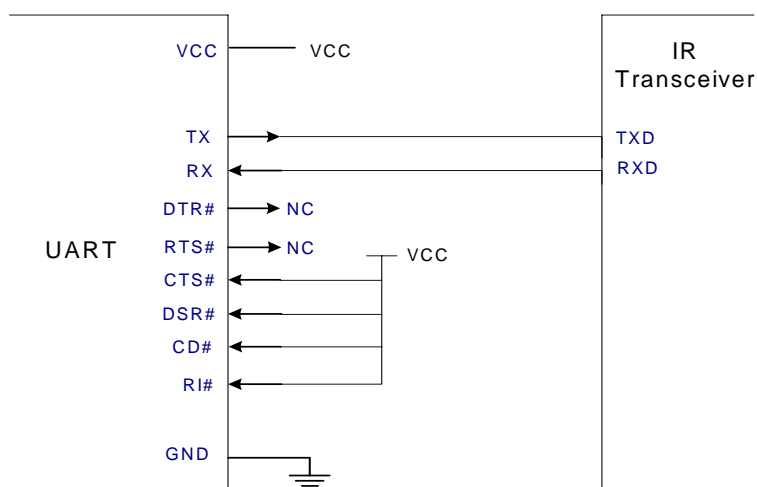 VCC VCC
IR
Transceiver
TX TXD
RX RXD
DTR# NC
UART RTS# NC
VCC
CTS#
DSR#
CD#
RI#
GND